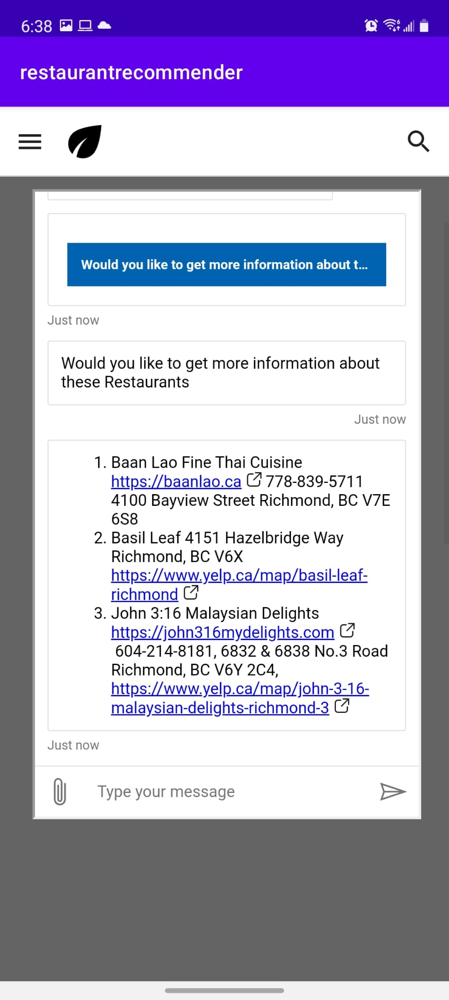 6:38
restaurantrecommender
Would you like to get more information about t...
Just now
Would you like to get more information about
these Restaurants
Just now
1. Baan Lao Fine Thai Cuisine
https://baanlao.ca 778-839-5711
4100 Bayview Street Richmond, BC V7E
6S8
2. Basil Leaf 4151 Hazelbridge Way
Richmond, BC V6X
https://www.yelp.ca/map/basil-leaf-
richmond
3. John 3:16 Malaysian Delights
https://john316mydelights.com
604-214-8181, 6832 & 6838 No.3 Road
Richmond, BC V6Y 2C4,
https://www.yelp.ca/map/john-3-16-
malaysian-delights-richmond-3
Just now
Type your message